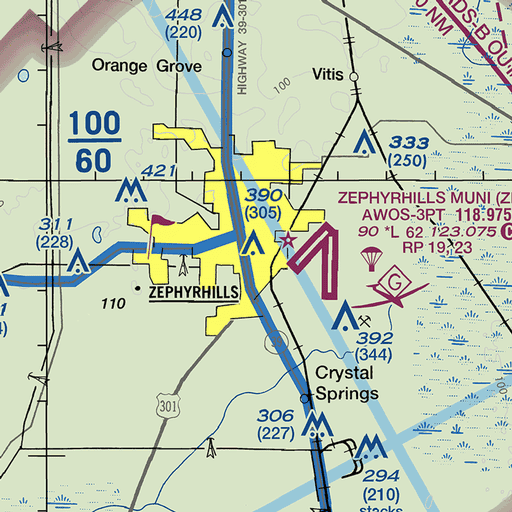 448
(220)
HIGHWAY 39-301
Orange Grove
Vitis
100
100
60
333
(250)
421
390
(305)
ZEPHYRHILLS MUNI (Z
AWOS-3PT 118.975
90 *L 62 123.075 C
RP 19, 23
311
(228)
G
ZEPHYRHILLS
110
392
(344)
Crystal
Springs
301
306
(227)
294
(210)
stacks
100